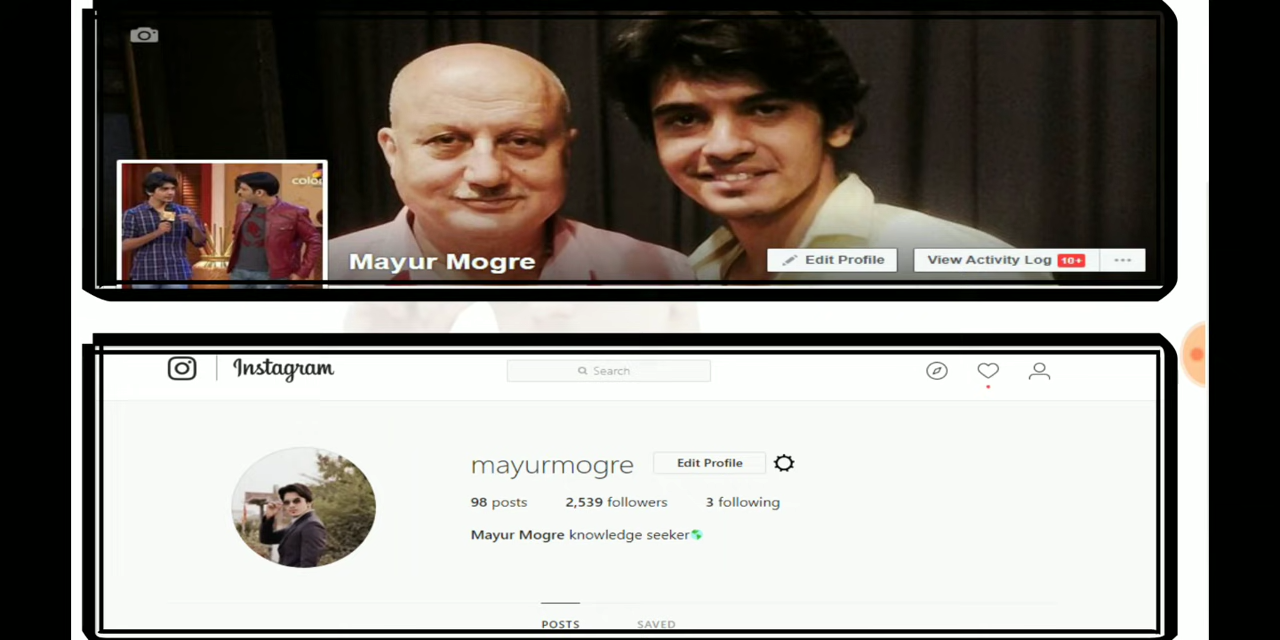 color
Mayur Mogre
Edit Profile
View Activity Log 10+
Instagram
Search
mayurmogre Edit Profile
98 posts 2,539 followers 3 following
Mayur Mogre knowledge seeker
POSTS SAVED